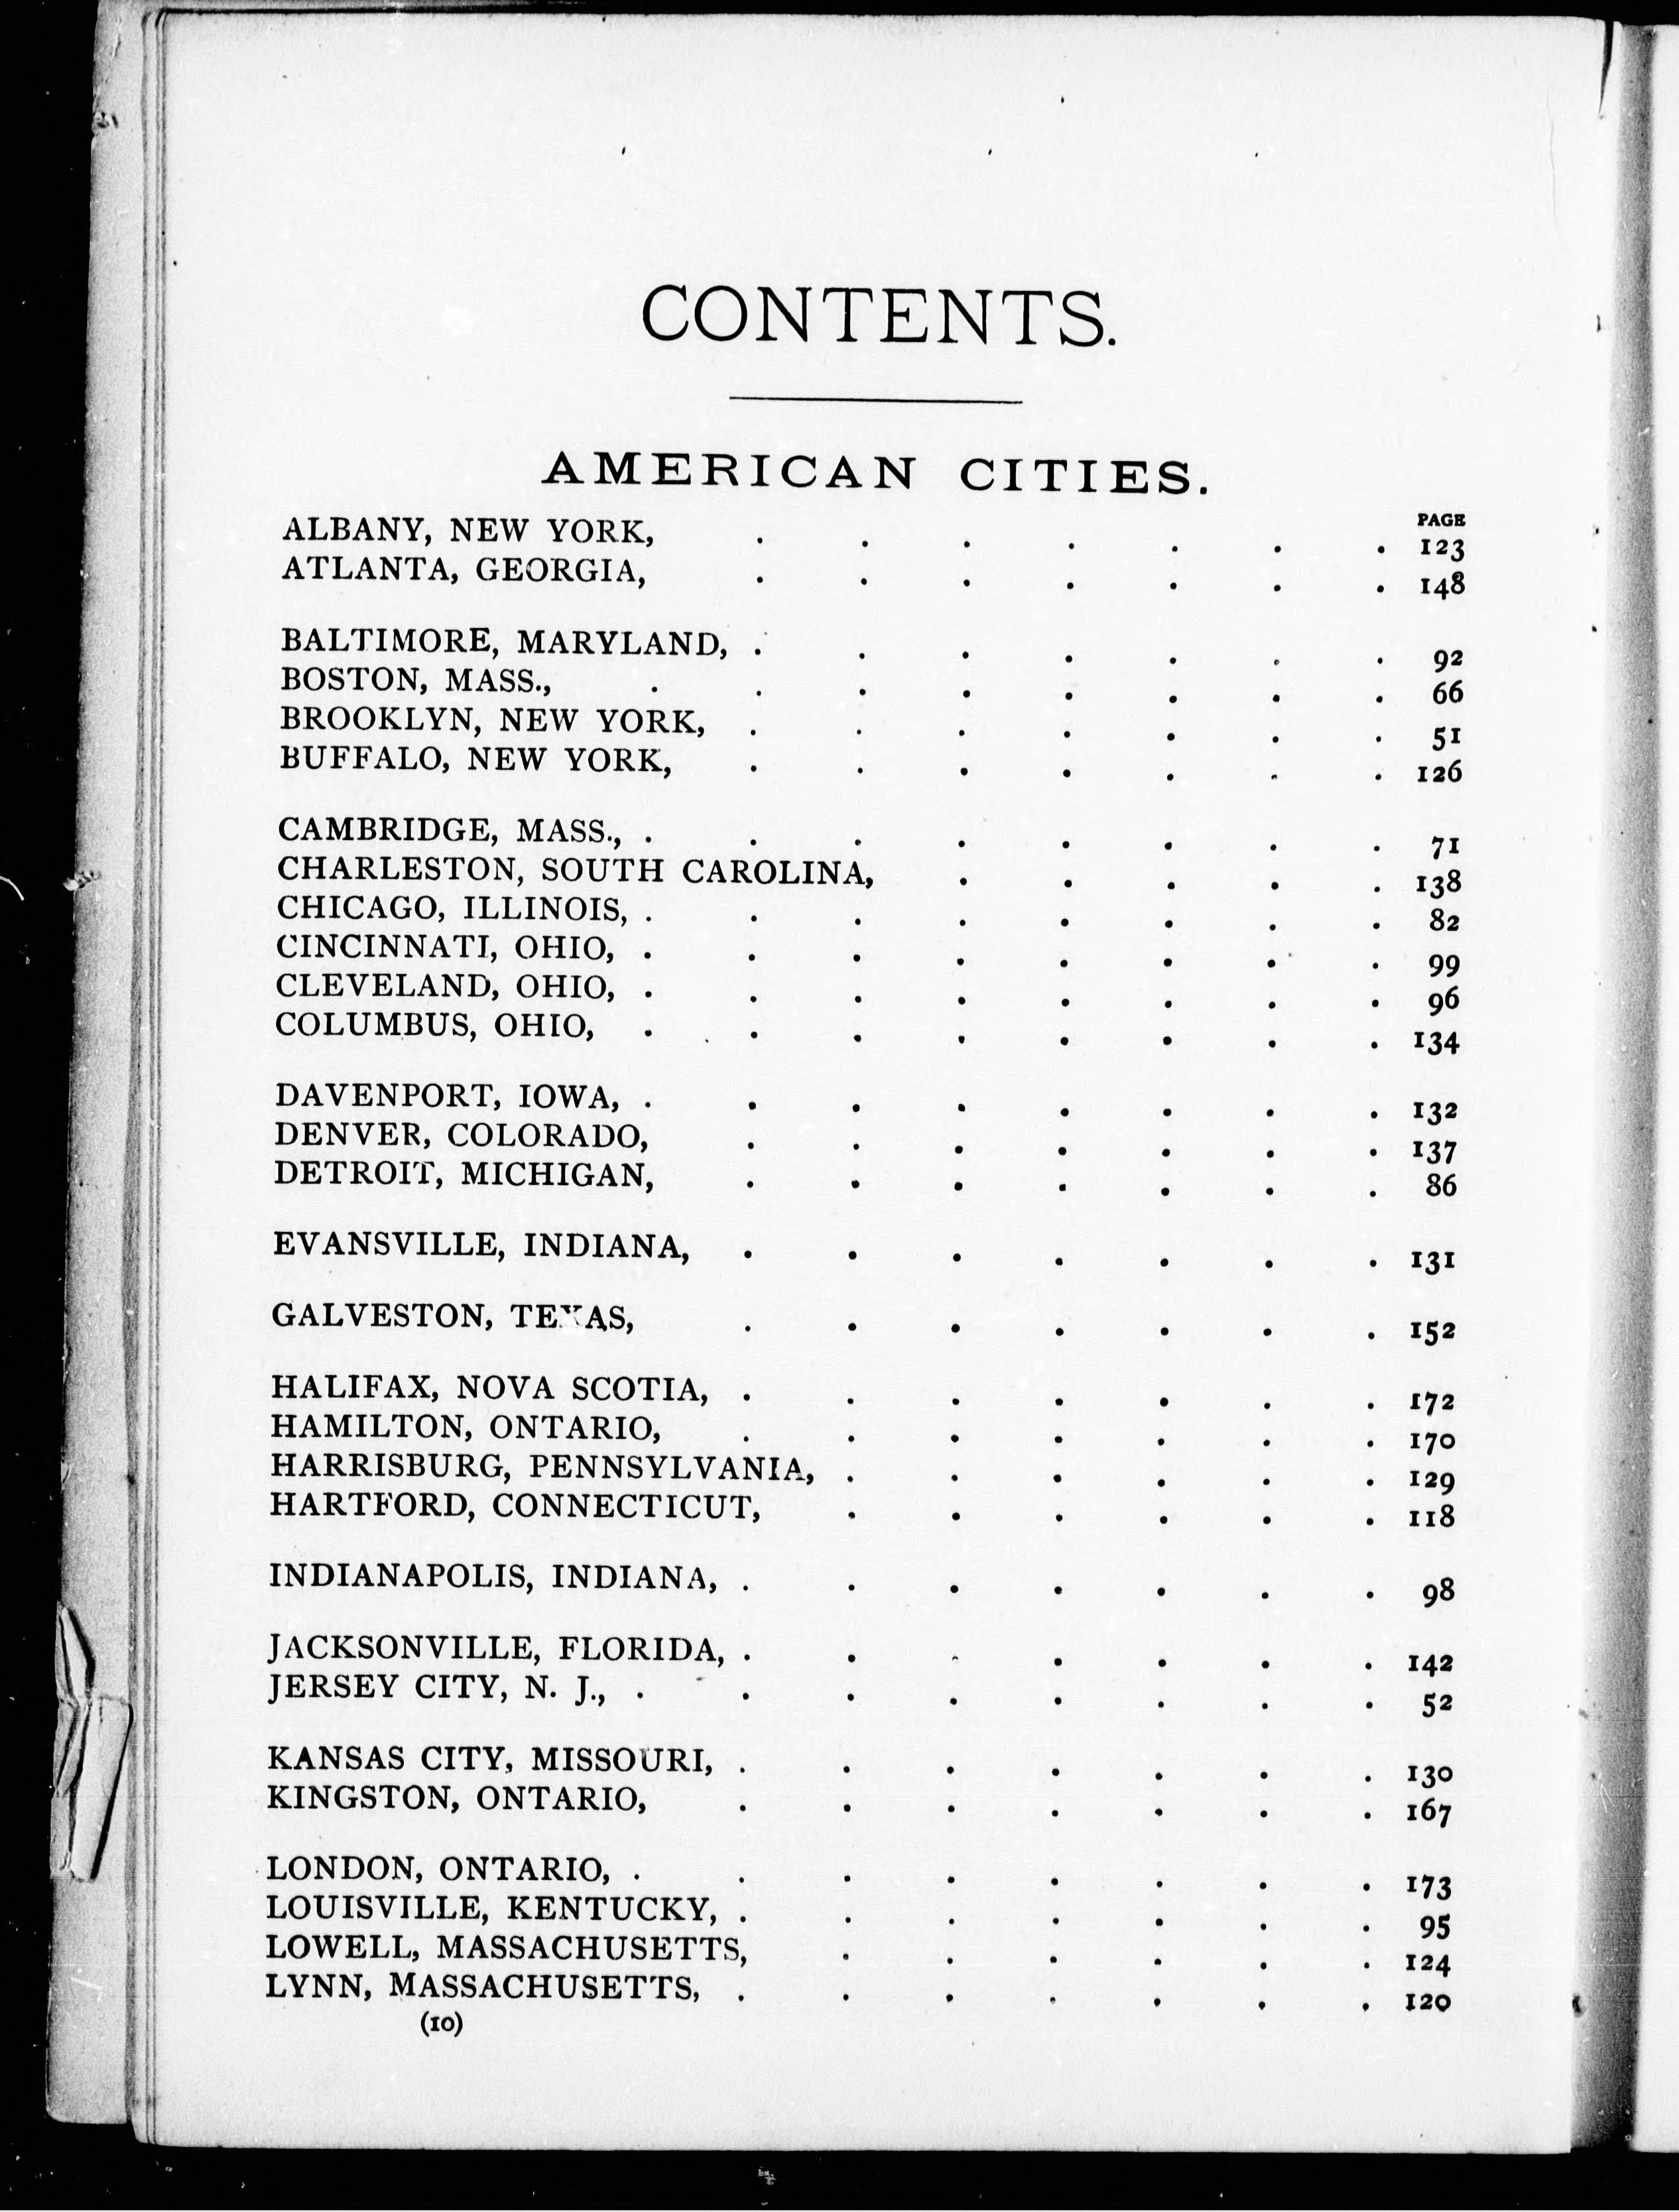 CONTENTS.
AMERICAN CITIES.
PAGE
ALBANY, NEW YORK, . . . . . . . 123
ATLANTA, GEORGIA, . . . . . . . 148
BALTIMORE, MARYLAND, . . . . . . . 92
BOSTON, MASS., . . . . . . . . 66
BROOKLYN, NEW YORK, . . . . . . . 51
BUFFALO, NEW YORK, . . . . . . . 126
CAMBRIDGE, MASS., . . . . . . . . 71
CHARLESTON, SOUTH CAROLINA, . . . . . 138
CHICAGO, ILLINOIS, . . . . . . . . 82
CINCINNATI, OHIO, . . . . . . . . 99
CLEVELAND, OHIO, . . . . . . . . 96
COLUMBUS, OHIO, . . . . . . . . 134
DAVENPORT, IOWA, . . . . . . . . 132
DENVER, COLORADO, . . . . . . . 137
DETROIT, MICHIGAN, . . . . . . . 86
EVANSVILLE, INDIANA, . . . . . . . 131
GALVESTON, TEXAS, . . . . . . . 152
HALIFAX, NOVA SCOTIA, . . . . . . . 172
HAMILTON, ONTARIO, . . . . . . . 170
HARRISBURG, PENNSYLVANIA, . . . . . . 129
HARTFORD, CONNECTICUT, . . . . . . 118
INDIANAPOLIS, INDIANA, . . . . . . . 98
JACKSONVILLE, FLORIDA, . . . . . . . 142
JERSEY CITY, N. J., . . . . . . . . 52
KANSAS CITY, MISSOURI, . . . . . . . 130
KINGSTON, ONTARIO, . . . . . . . 167
LONDON, ONTARIO, . . . . . . . . 173
LOUISVILLE, KENTUCKY, . . . . . . . 95
LOWELL, MASSACHUSETTS, . . . . . . 124
LYNN, MASSACHUSETTS, . . . . . . . 120
(10)